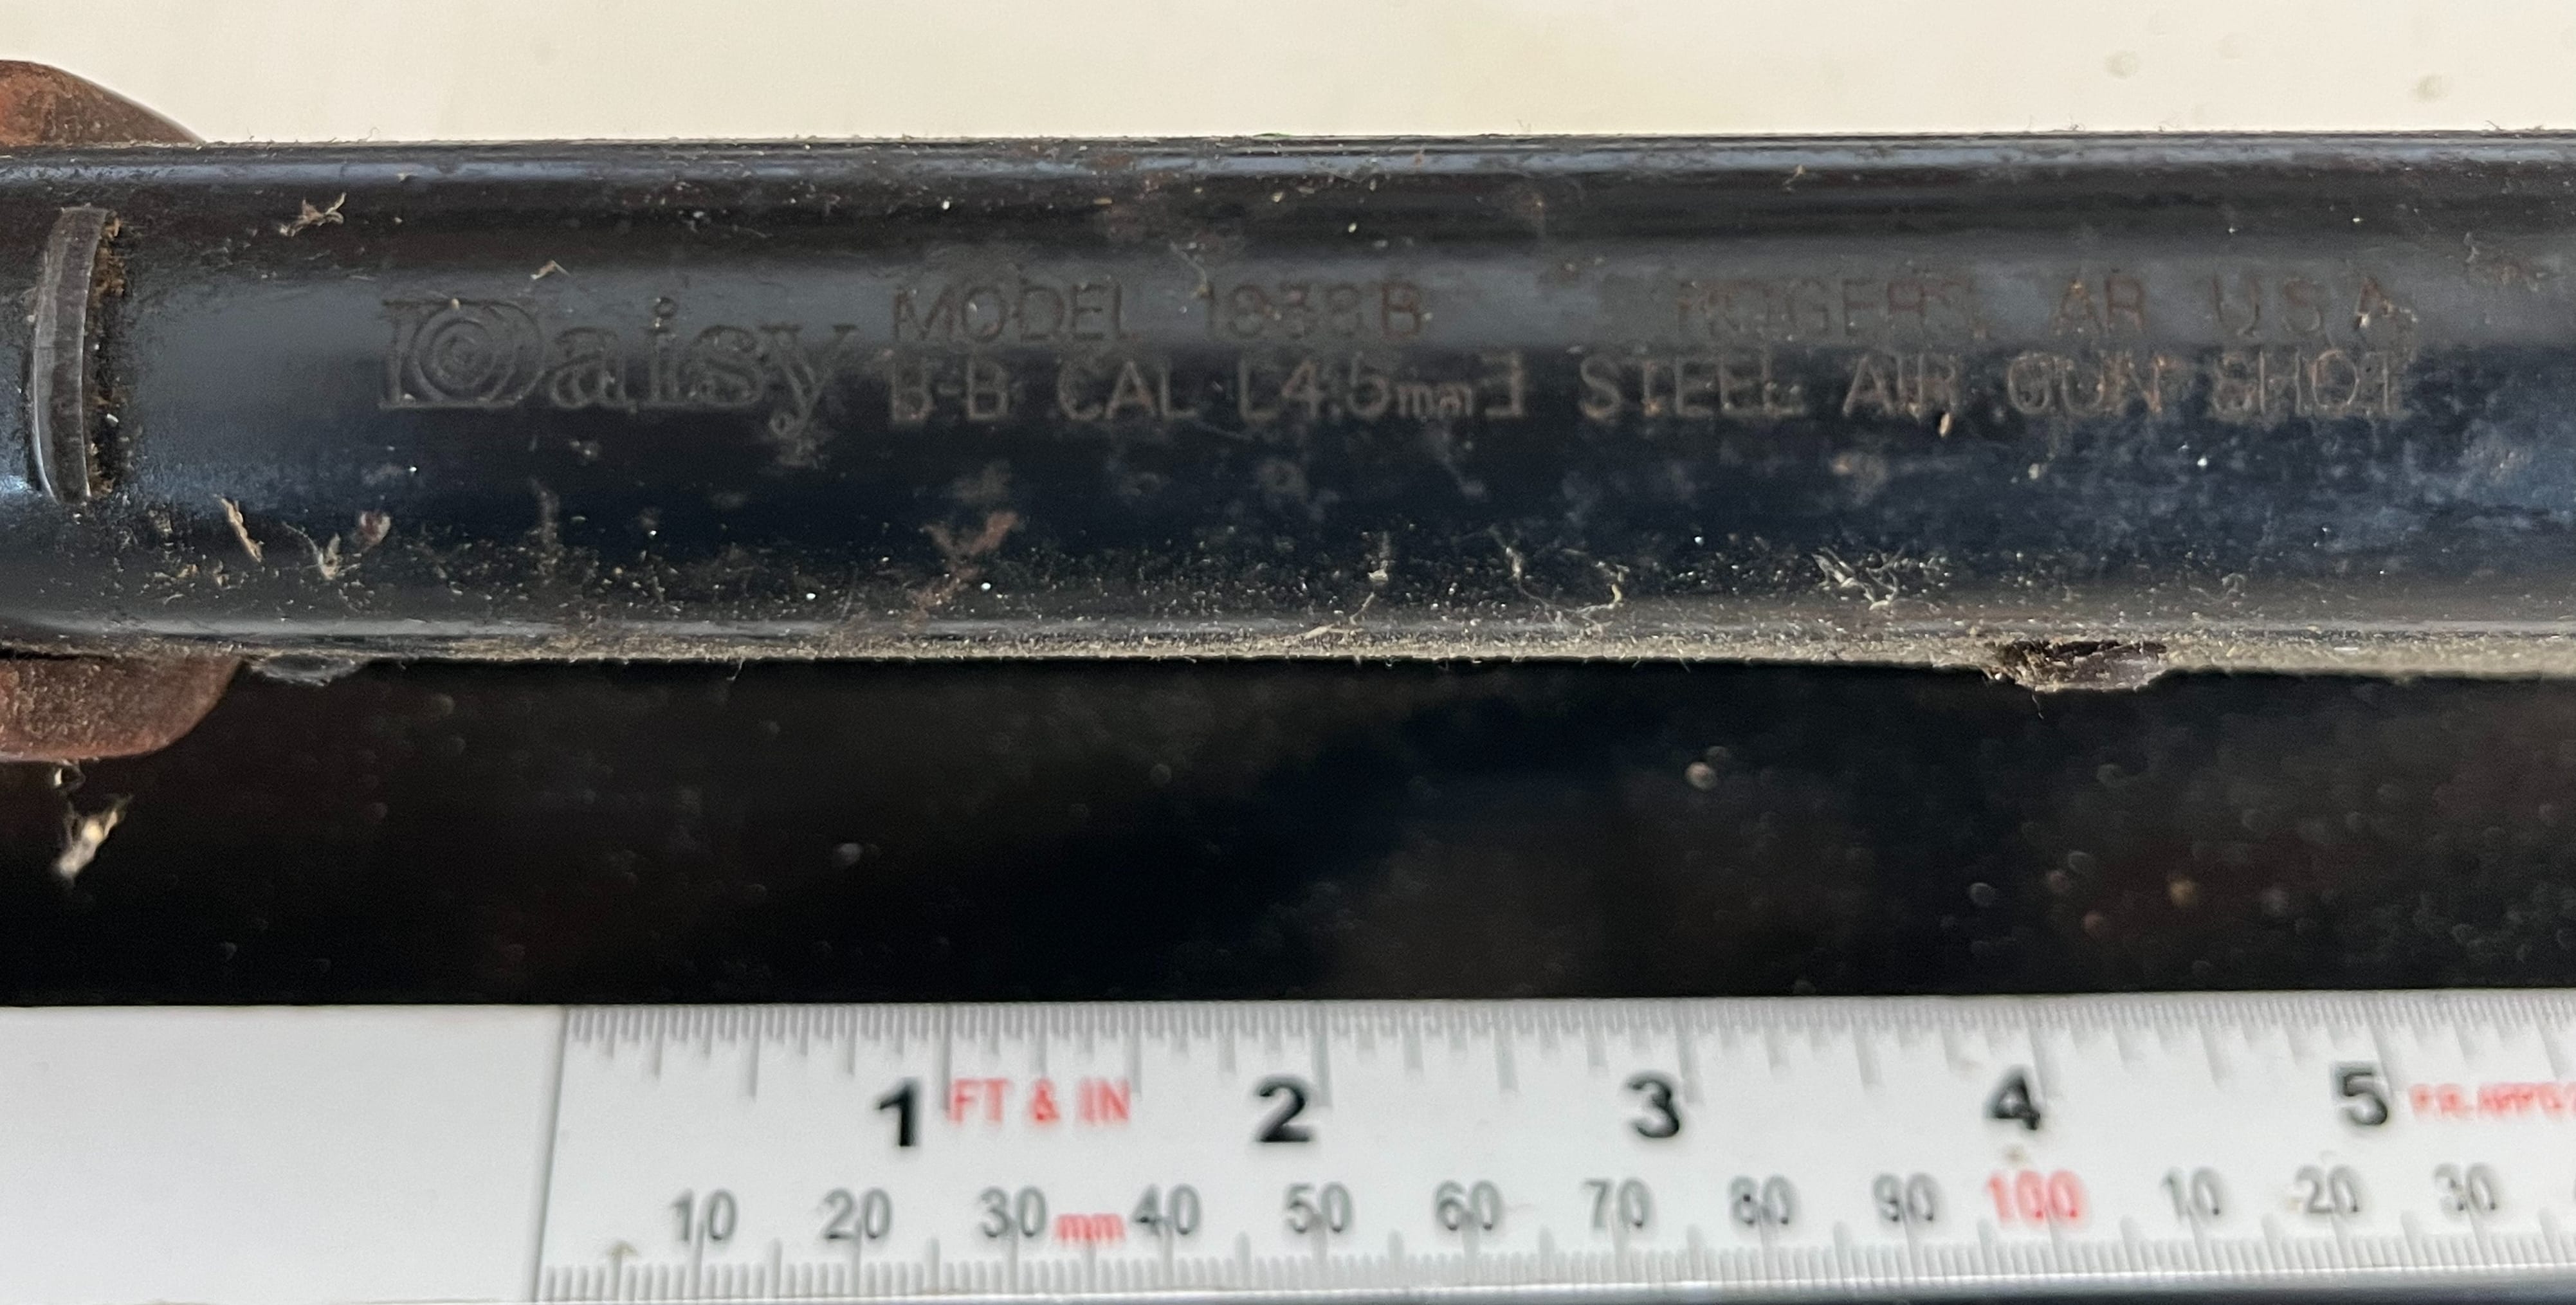 Daisy MODEL 1938B ROGERS, AR USA
B-B CAL [4.5mm] STEEL AIR GUN SHOT
1 FT & IN 2 3 4 5
10 20 30 mm 40 50 60 70 80 90 100 10 20 30